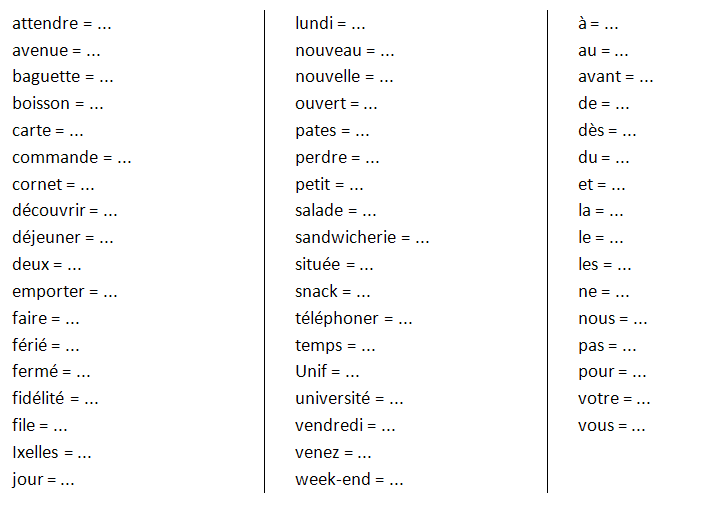 attendre = ...
avenue = ...
baguette = ...
boisson = ...
carte = ...
commande = ...
cornet = ...
découvrir = ...
déjeuner = ...
deux = ...
emporter = ...
faire = ...
férié = ...
fermé = ...
fidélité = ...
file = ...
Ixelles = ...
jour = ...
lundi = ...
nouveau = ...
nouvelle = ...
ouvert = ...
pates = ...
perdre = ...
petit = ...
salade = ...
sandwicherie = ...
située = ...
snack = ...
téléphoner = ...
temps = ...
Unif = ...
université = ...
vendredi = ...
venez = ...
week-end = ...
à = ...
au = ...
avant = ...
de = ...
dès = ...
du = ...
et = ...
la = ...
le = ...
les = ...
ne = ...
nous = ...
pas = ...
pour = ...
votre = ...
vous = ...